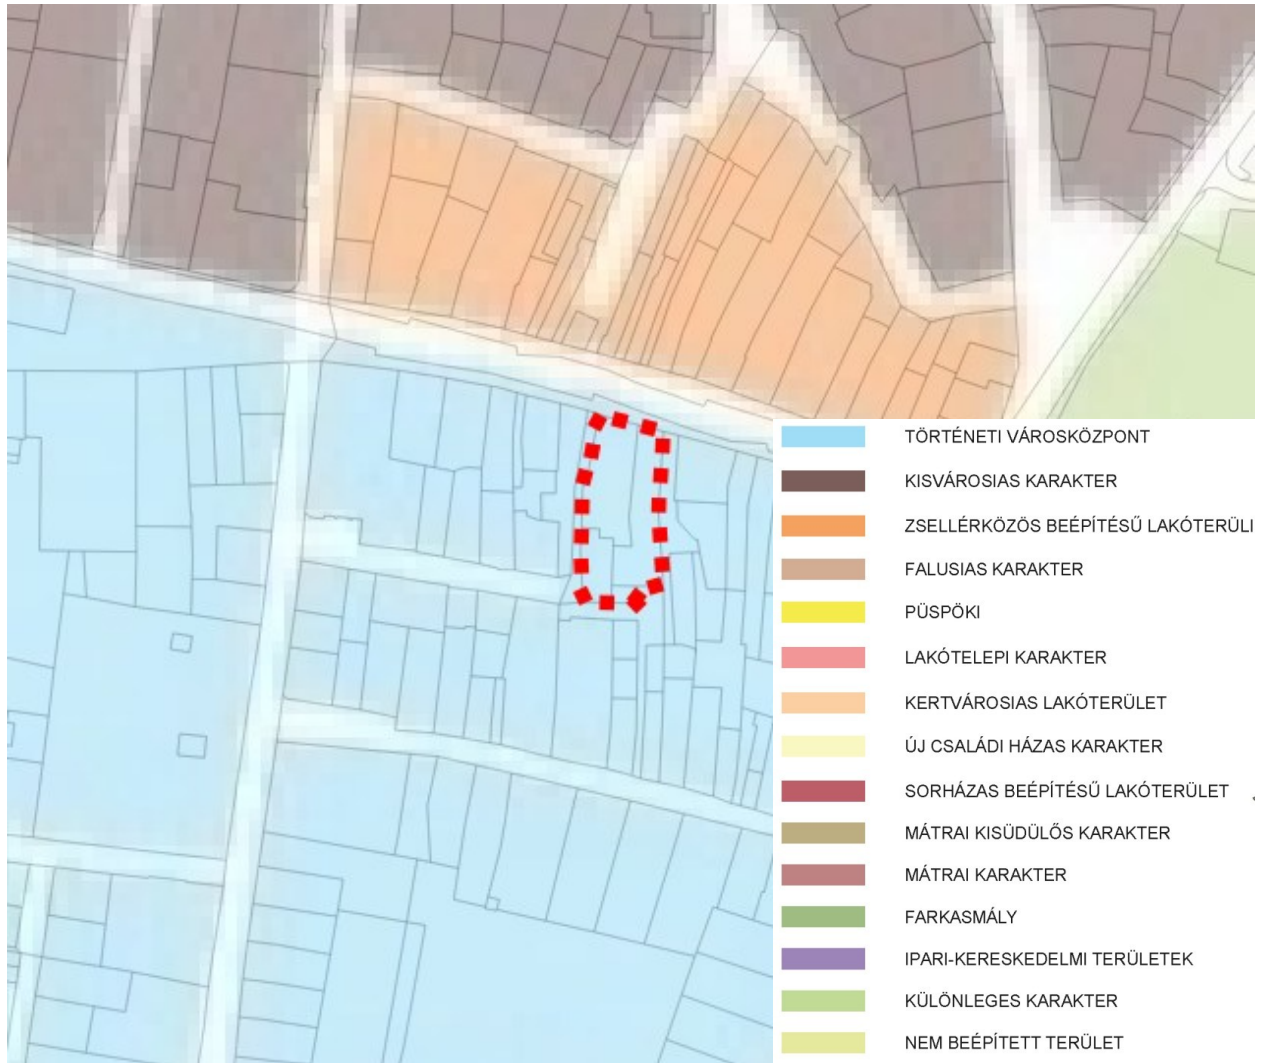 TÖRTÉNETI VÁROSKÖZPONT
KISVÁROSIAS KARAKTER
ZSELLÉRKÖZÖS BEÉPÍTÉSŰ LAKÓTERÜLI
FALUSIAS KARAKTER
PÜSPÖKI
LAKÓTELEPI KARAKTER
KERTVÁROSIAS LAKÓTERÜLET
ÚJ CSALÁDI HÁZAS KARAKTER
SORHÁZAS BEÉPÍTÉSŰ LAKÓTERÜLET
MÁTRAI KISÜDÜLŐS KARAKTER
MÁTRAI KARAKTER
FARKASMÁLY
IPARI-KERESKEDELMI TERÜLETEK
KÜLÖNLEGES KARAKTER
NEM BEÉPÍTETT TERÜLET